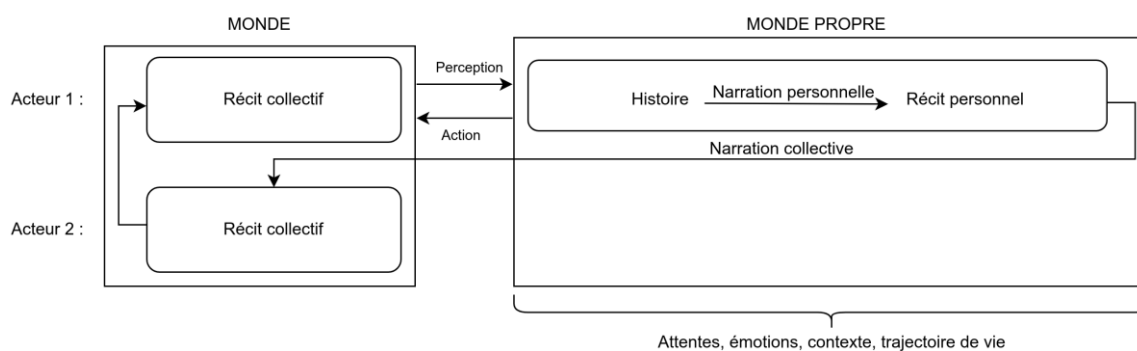 MONDE
MONDE PROPRE
Acteur 1 :
Récit collectif
Perception
Action
Histoire
Narration personnelle
Récit personnel
Narration collective
Acteur 2 :
Récit collectif
Attentes, émotions, contexte, trajectoire de vie